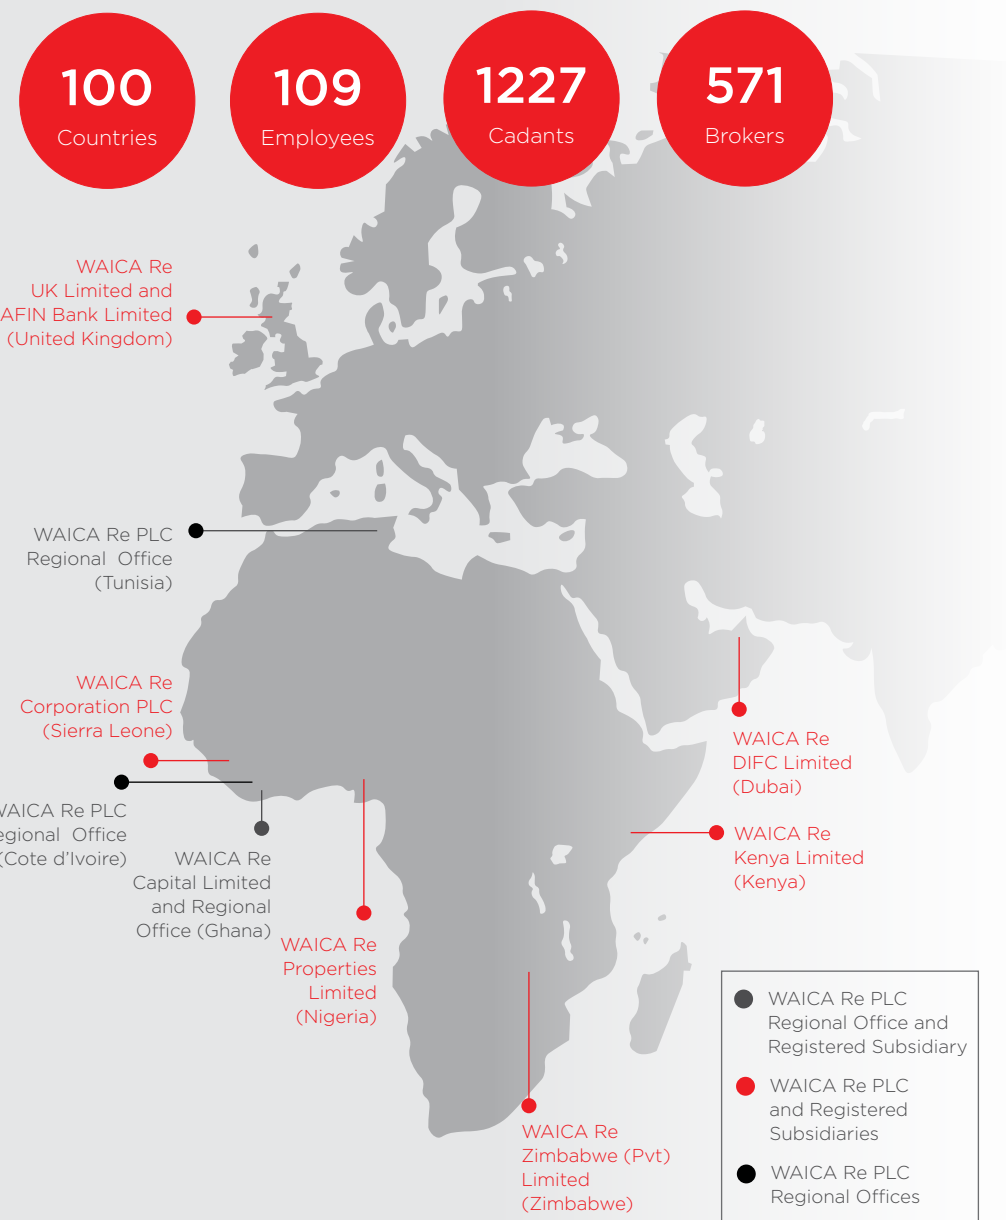 100
Countries
109
Employees
1227
Cadants
571
Brokers
WAICA Re
UK Limited and
AFIN Bank Limited
(United Kingdom)
WAICA Re PLC
Regional Office
(Tunisia)
WAICA Re
Corporation PLC
(Sierra Leone)
WAICA Re PLC
egional Office
(Cote d'Ivoire)
WAICA Re
Capital Limited
and Regional
Office (Ghana)
WAICA Re
Properties
Limited
(Nigeria)
WAICA Re
DIFC Limited
(Dubai)
WAICA Re
Kenya Limited
(Kenya)
WAICA Re
Zimbabwe (Pvt)
Limited
(Zimbabwe)
WAICA Re PLC
Regional Office and
Registered Subsidiary
WAICA Re PLC
and Registered
Subsidiaries
WAICA Re PLC
Regional Offices